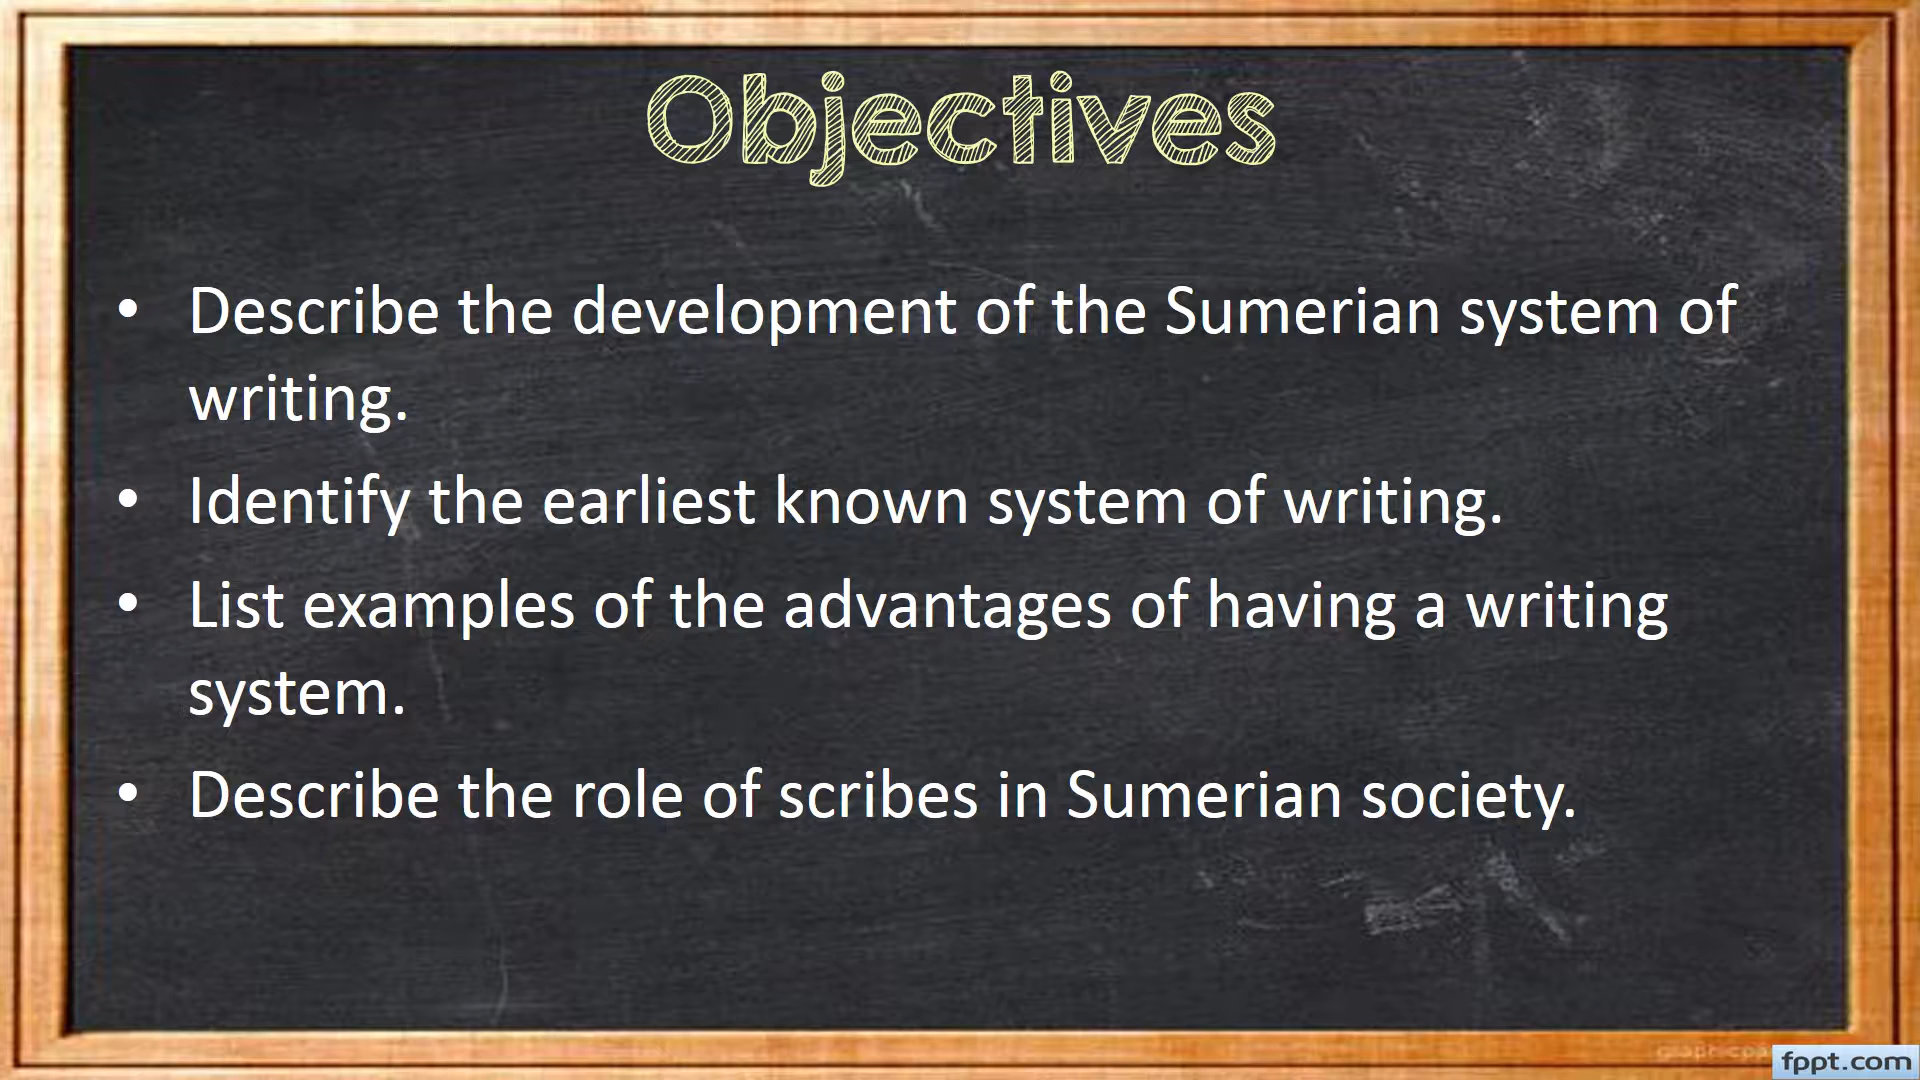 Objectives
• Describe the development of the Sumerian system of
writing.
• Identify the earliest known system of writing.
• List examples of the advantages of having a writing
system.
• Describe the role of scribes in Sumerian society.
fppt.com